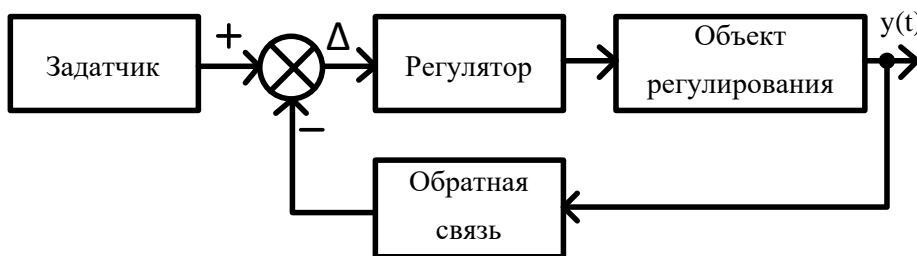 Задатчик
+
Δ
Регулятор
Объект
регулирования
y(t)
−
Обратная
связь